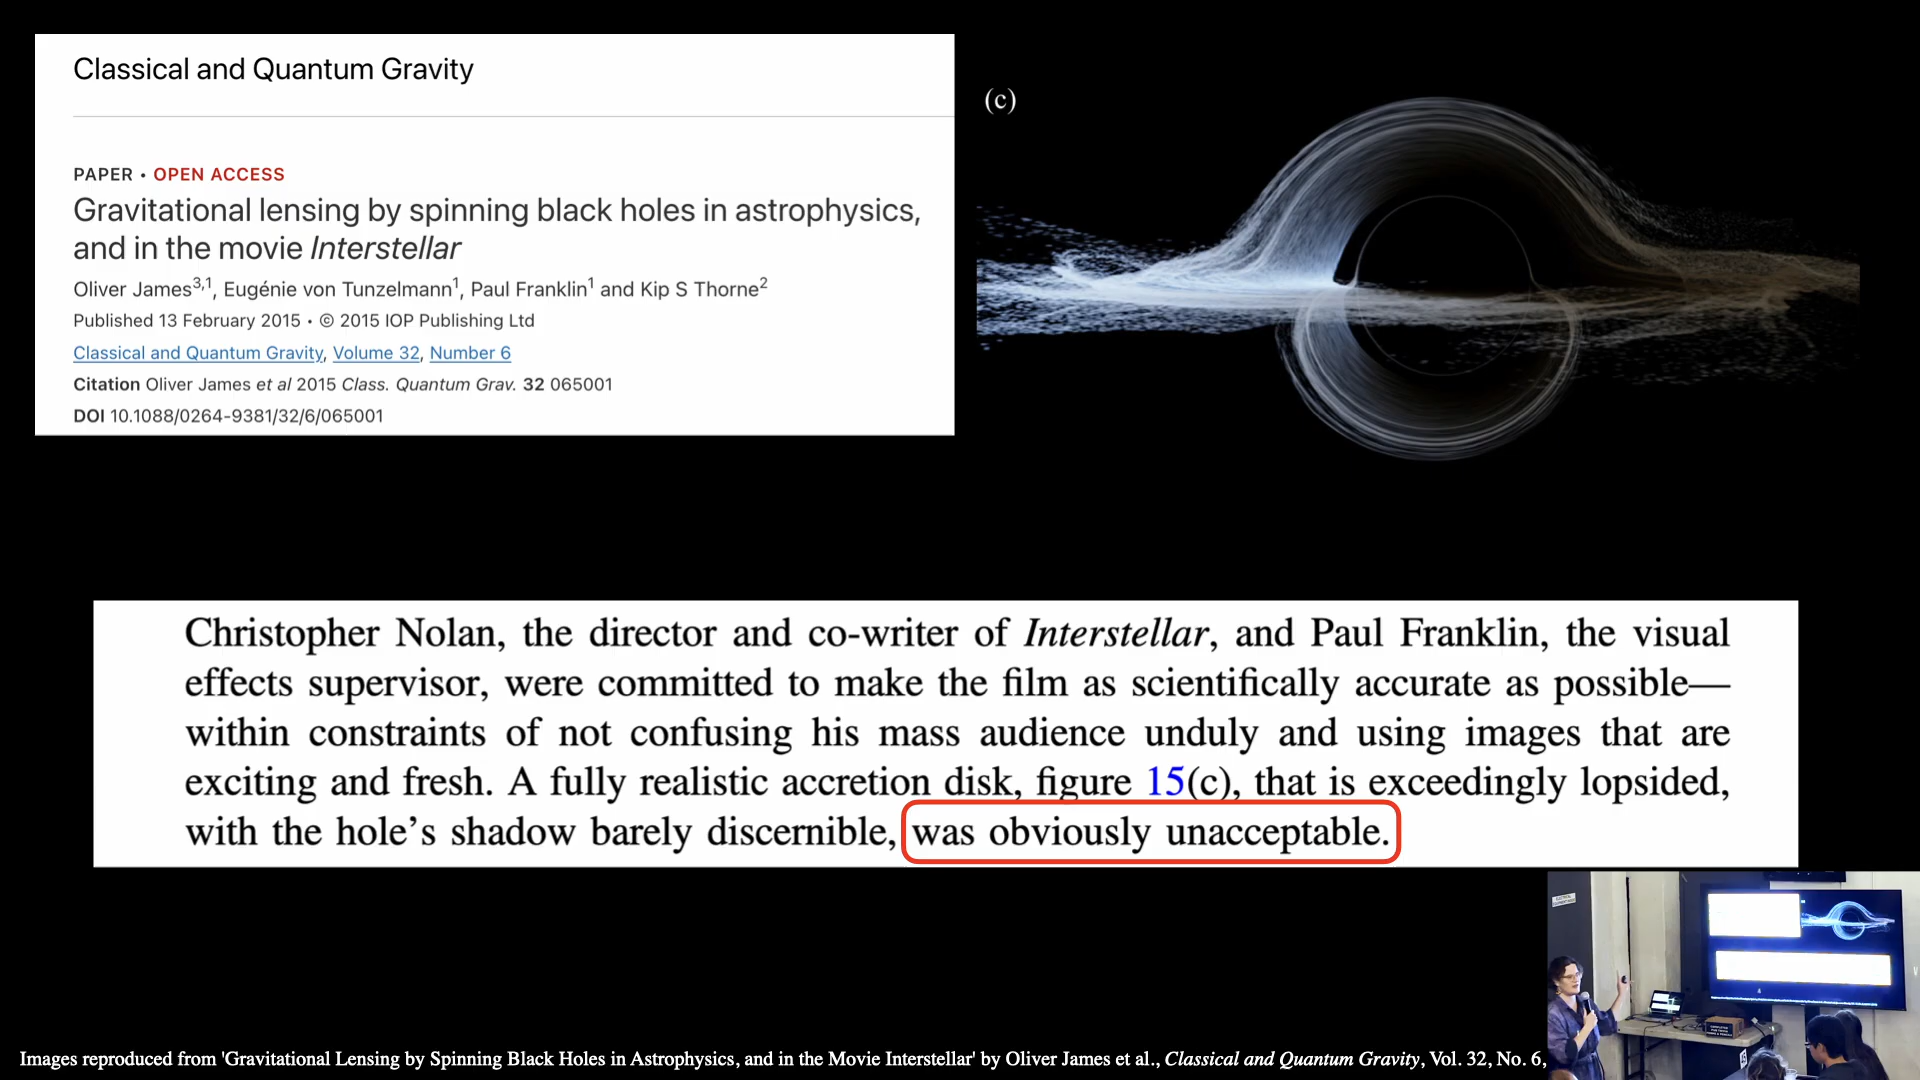 Classical and Quantum Gravity
PAPER • OPEN ACCESS
Gravitational lensing by spinning black holes in astrophysics,
and in the movie Interstellar
Oliver James3,1, Eugénie von Tunzelmann1, Paul Franklin1 and Kip S Thorne2
Published 13 February 2015 • © 2015 IOP Publishing Ltd
Classical and Quantum Gravity, Volume 32, Number 6
Citation Oliver James et al 2015 Class. Quantum Grav. 32 065001
DOI 10.1088/0264-9381/32/6/065001
(c)
Christopher Nolan, the director and co-writer of Interstellar, and Paul Franklin, the visual
effects supervisor, were committed to make the film as scientifically accurate as possible—
within constraints of not confusing his mass audience unduly and using images that are
exciting and fresh. A fully realistic accretion disk, figure 15(c), that is exceedingly lopsided,
with the hole's shadow barely discernible, was obviously unacceptable.
Images reproduced from 'Gravitational Lensing by Spinning Black Holes in Astrophysics, and in the Movie Interstellar' by Oliver James et al., Classical and Quantum Gravity, Vol. 32, No. 6,